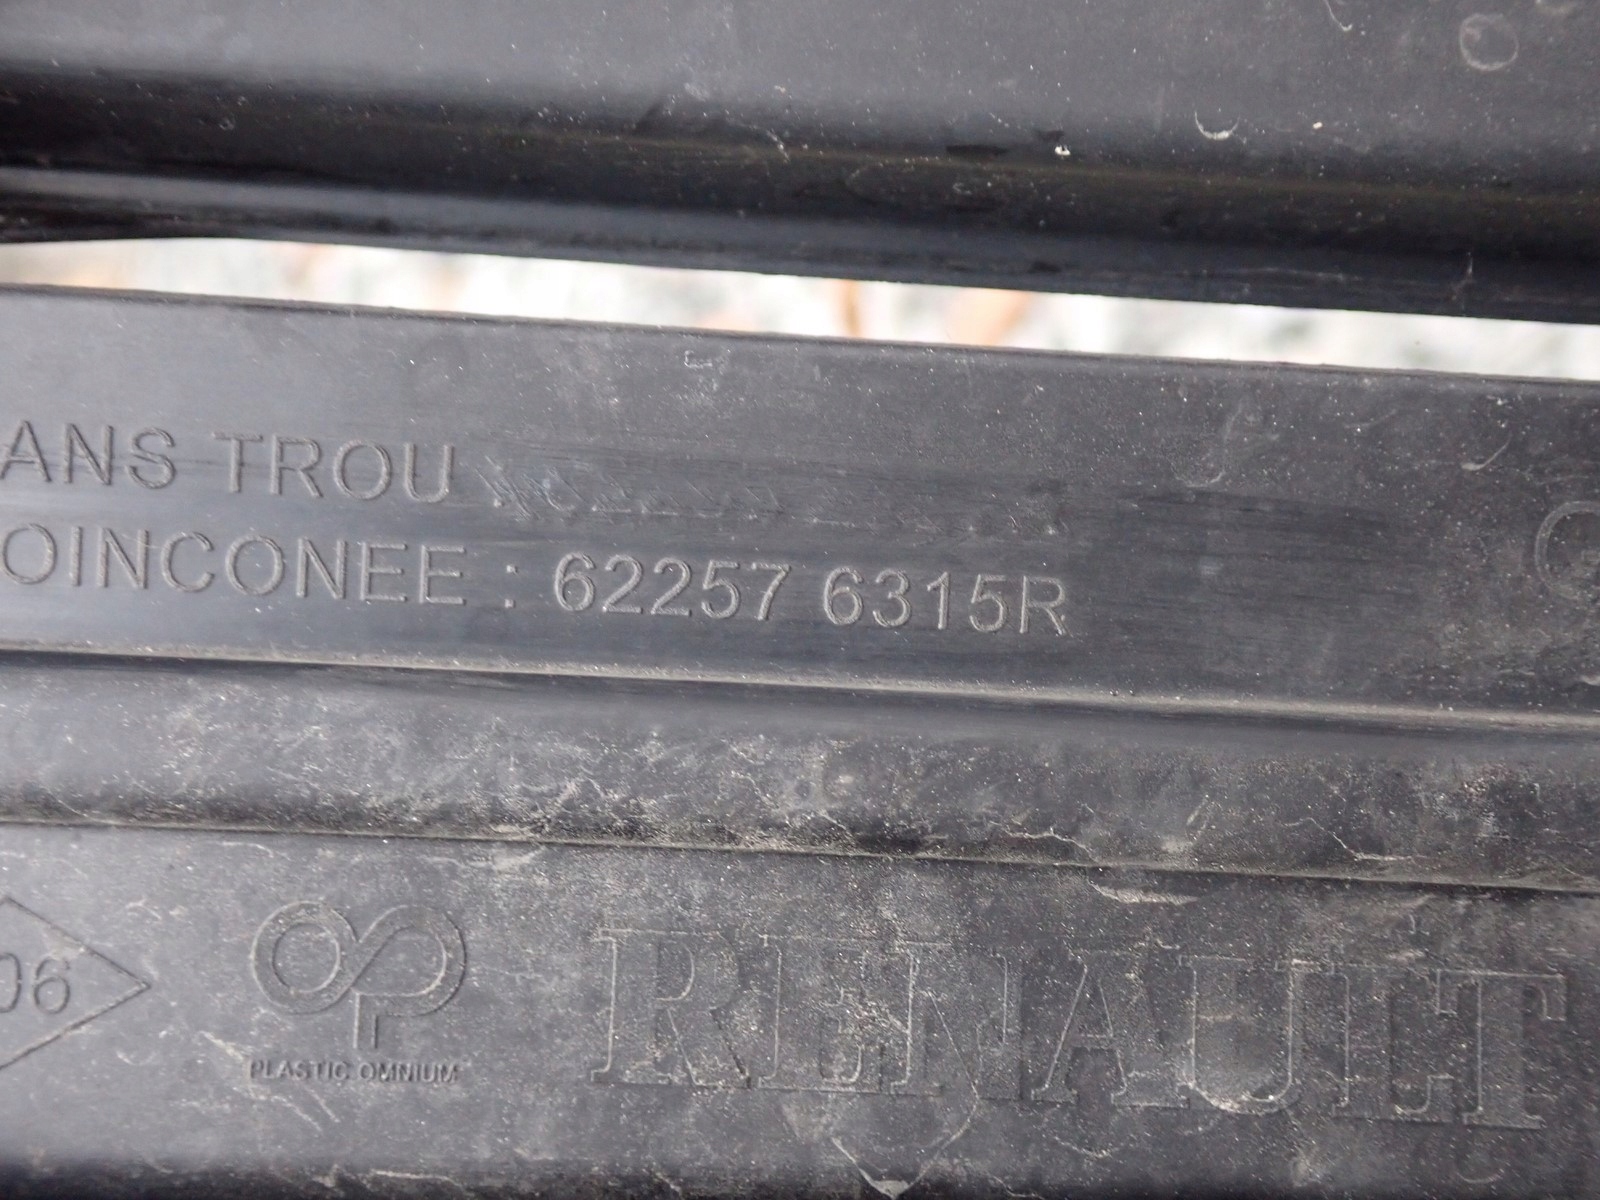 ANS TROU
OINCONEE : 62257 6315R
06
PLASTIC OMNIUM
RENAULT